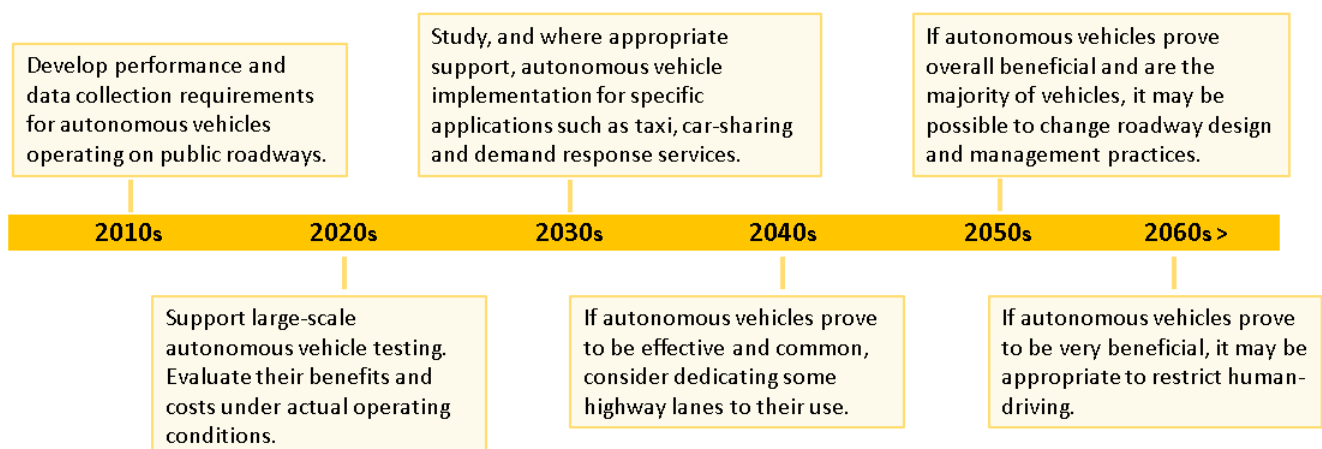 Develop performance and
data collection requirements
for autonomous vehicles
operating on public roadways.
Study, and where appropriate
support, autonomous vehicle
implementation for specific
applications such as taxi, car-sharing
and demand response services.
If autonomous vehicles prove
overall beneficial and are the
majority of vehicles, it may be
possible to change roadway design
and management practices.
2010s 2020s 2030s 2040s 2050s 2060s >
Support large-scale
autonomous vehicle testing.
Evaluate their benefits and
costs under actual operating
conditions.
If autonomous vehicles prove
to be effective and common,
consider dedicating some
highway lanes to their use.
If autonomous vehicles prove
to be very beneficial, it may be
appropriate to restrict human-
driving.